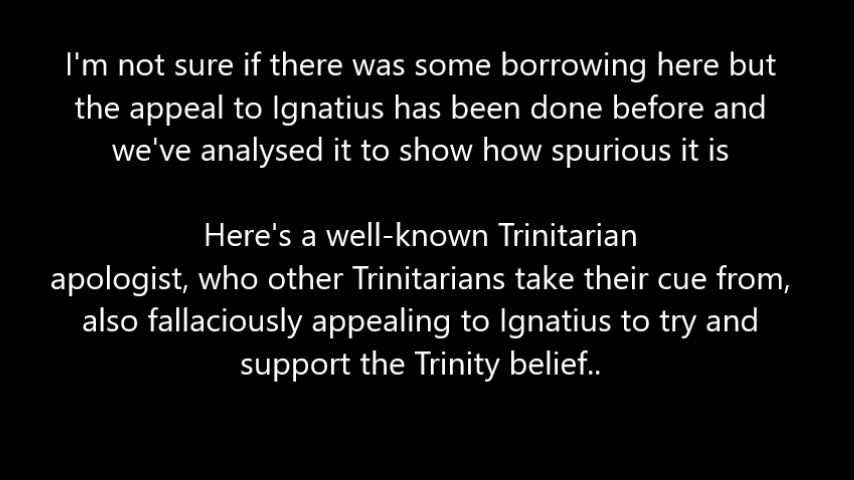 I'm not sure if there was some borrowing here but
the appeal to Ignatius has been done before and
we've analysed it to show how spurious it is
Here's a well-known Trinitarian
apologist, who other Trinitarians take their cue from,
also fallaciously appealing to Ignatius to try and
support the Trinity belief..